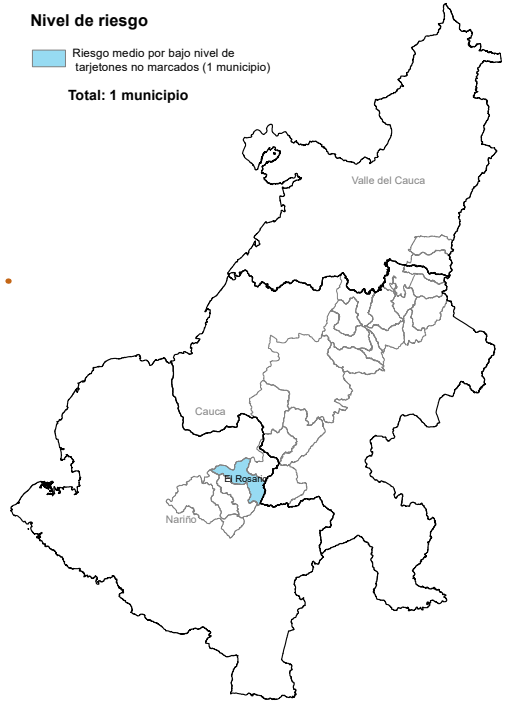 Nivel de riesgo
Riesgo medio por bajo nivel de
tarjetones no marcados (1 municipio)
Total: 1 municipio
Valle del Cauca
Cauca
El Rosario
Nariño